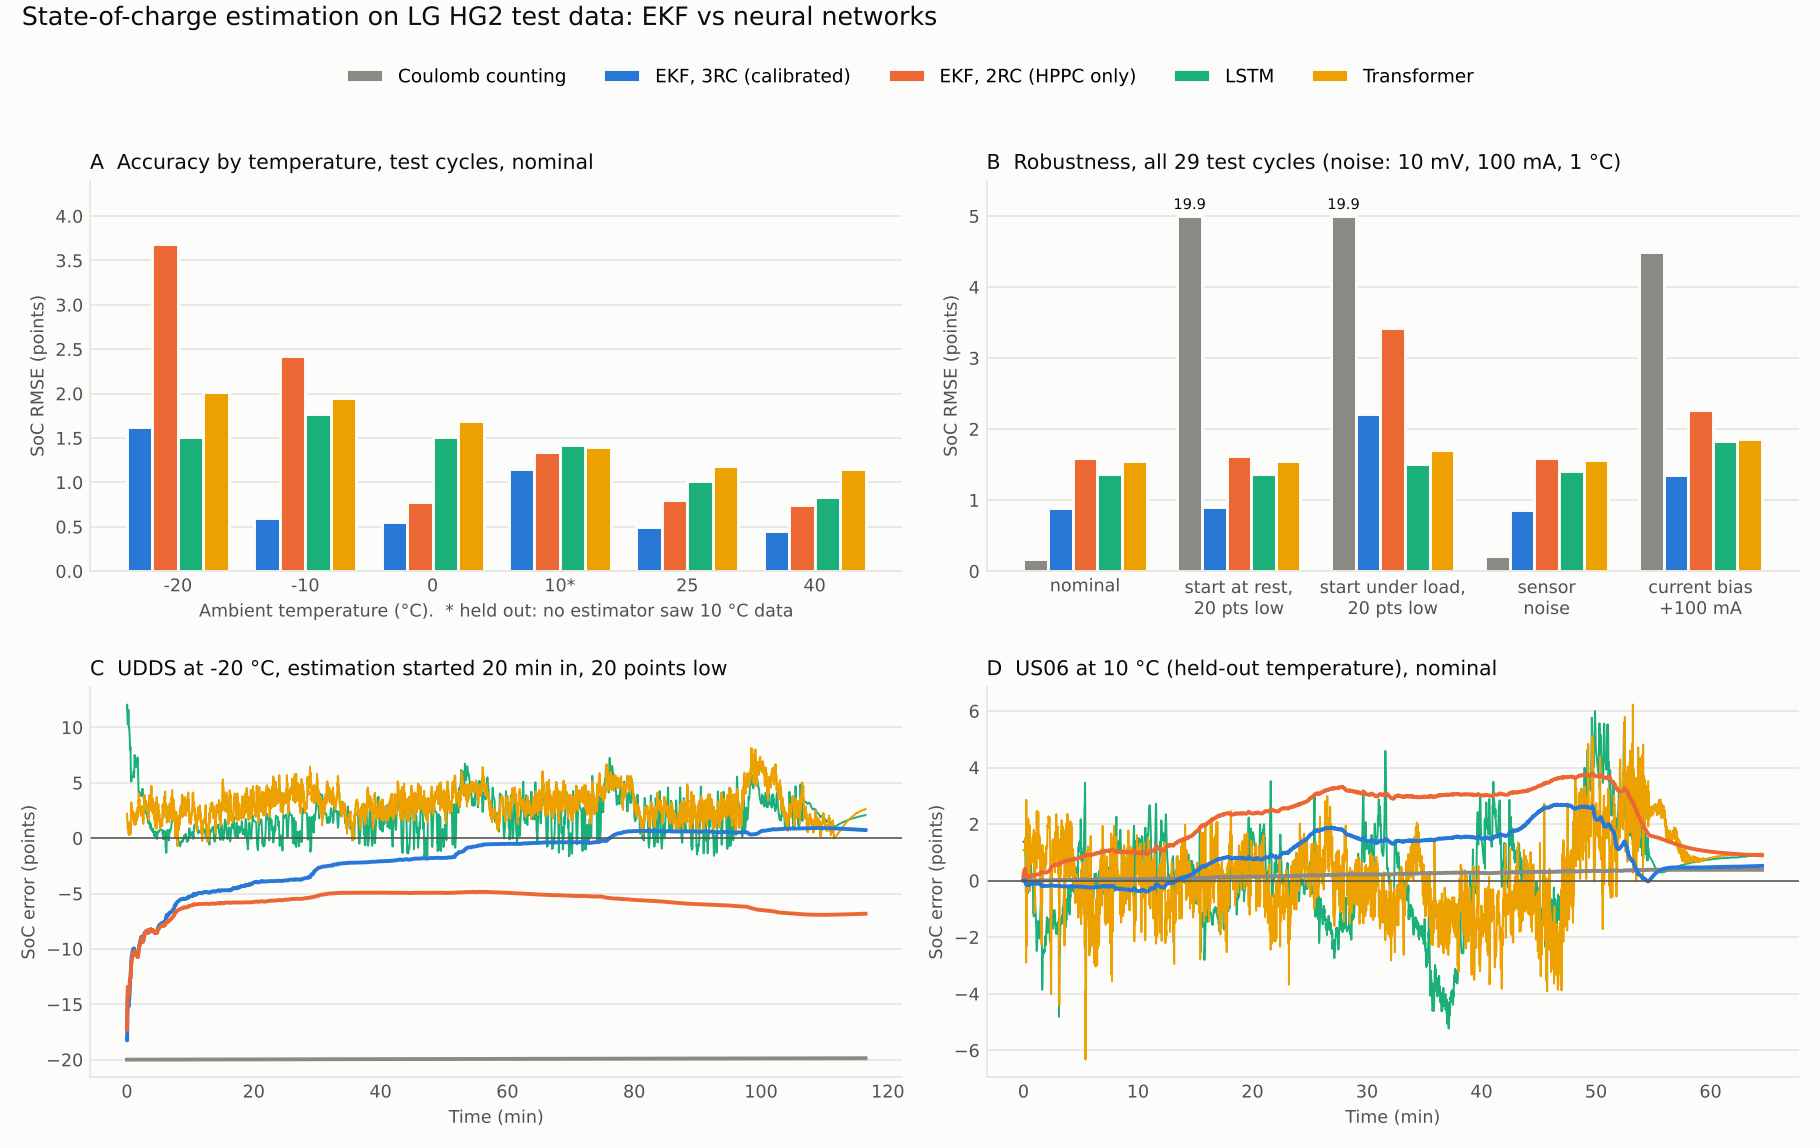 State-of-charge estimation on LG HG2 test data: EKF vs neural networks
Coulomb counting
EKF, 3RC (calibrated)
EKF, 2RC (HPPC only)
LSTM
Transformer
A Accuracy by temperature, test cycles, nominal
SoC RMSE (points)
4.0
3.5
3.0
2.5
2.0
1.5
1.0
0.5
0.0
-20
-10
0
10*
25
40
Ambient temperature (°C). * held out: no estimator saw 10 °C data
B Robustness, all 29 test cycles (noise: 10 mV, 100 mA, 1 °C)
SoC RMSE (points)
19.9
19.9
5
4
3
2
1
0
nominal
start at rest,
20 pts low
start under load,
20 pts low
sensor
noise
current bias
+100 mA
C UDDS at -20 °C, estimation started 20 min in, 20 points low
SoC error (points)
10
5
0
−5
−10
−15
−20
0
20
40
60
80
100
120
Time (min)
D US06 at 10 °C (held-out temperature), nominal
SoC error (points)
6
4
2
0
−2
−4
−6
0
10
20
30
40
50
60
Time (min)